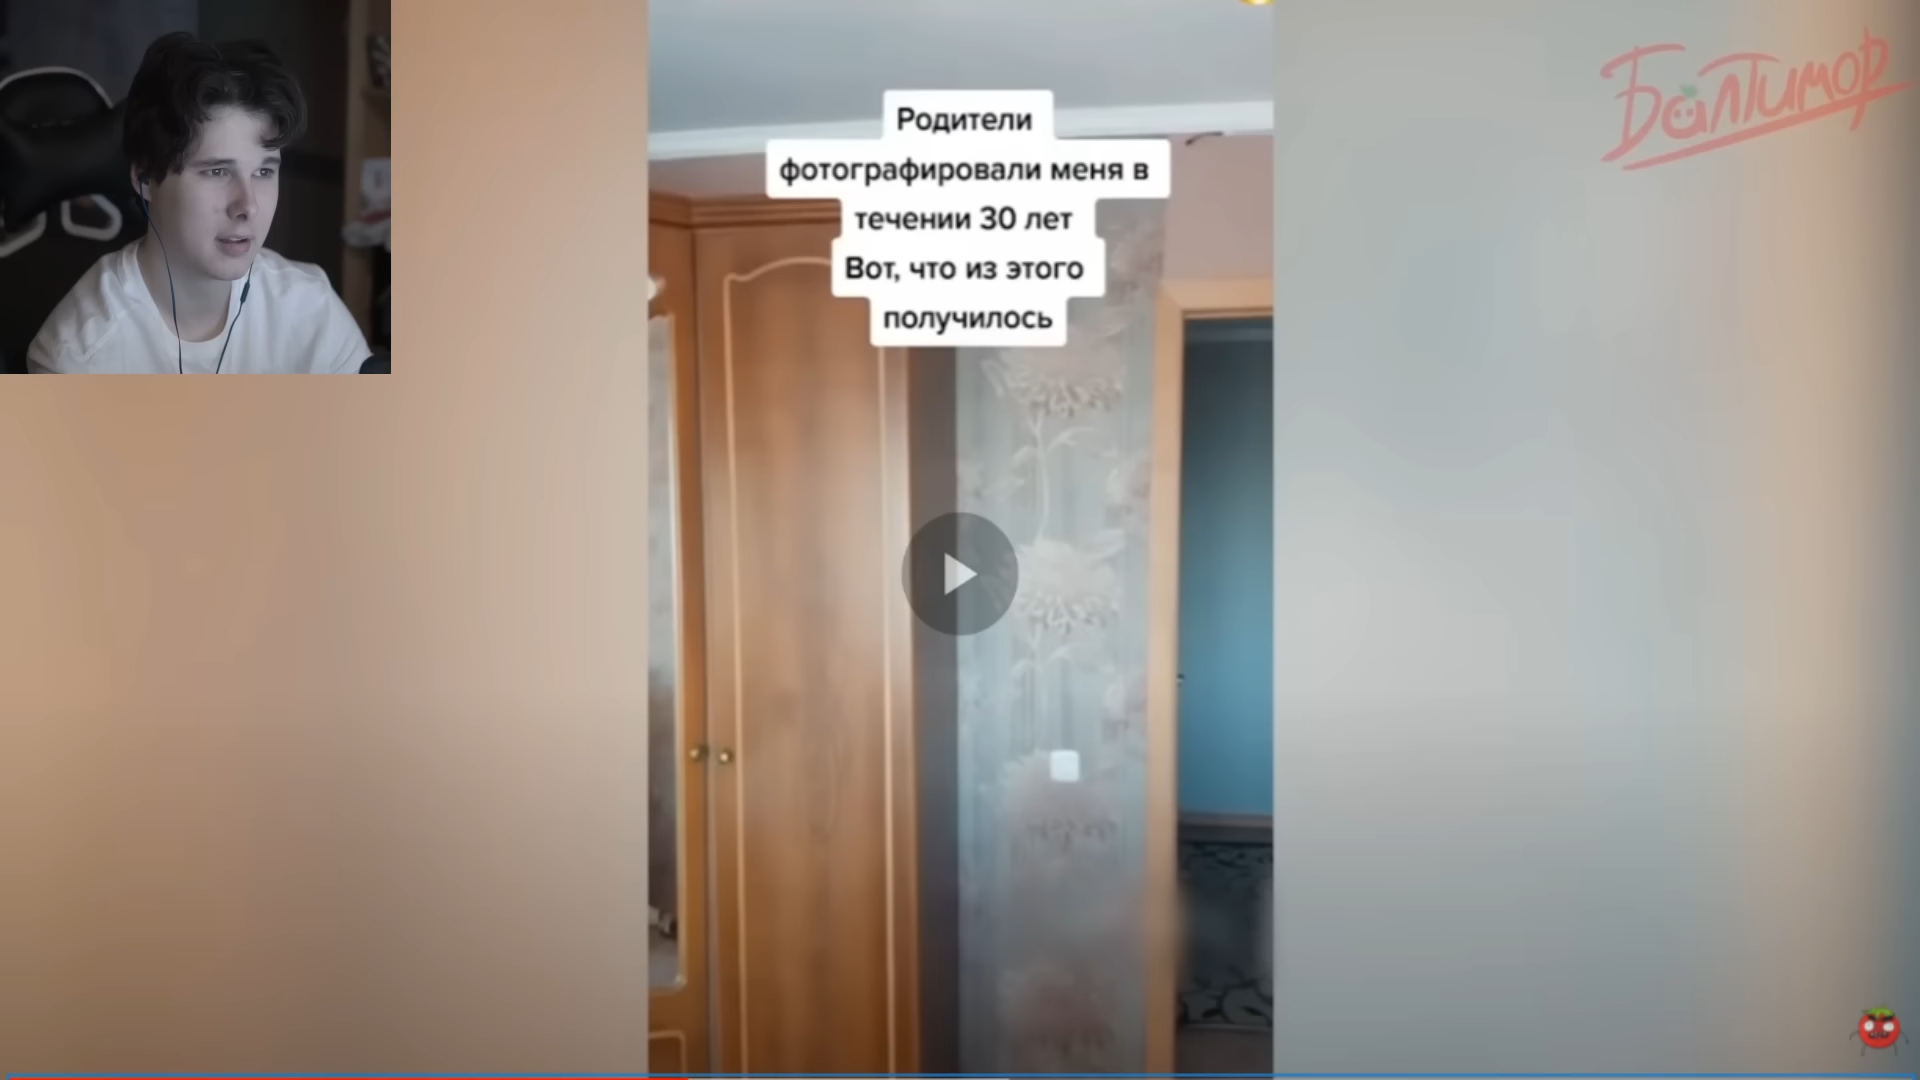 Балтимор
Родители
фотографировали меня в
течении 30 лет
Вот, что из этого
получилось